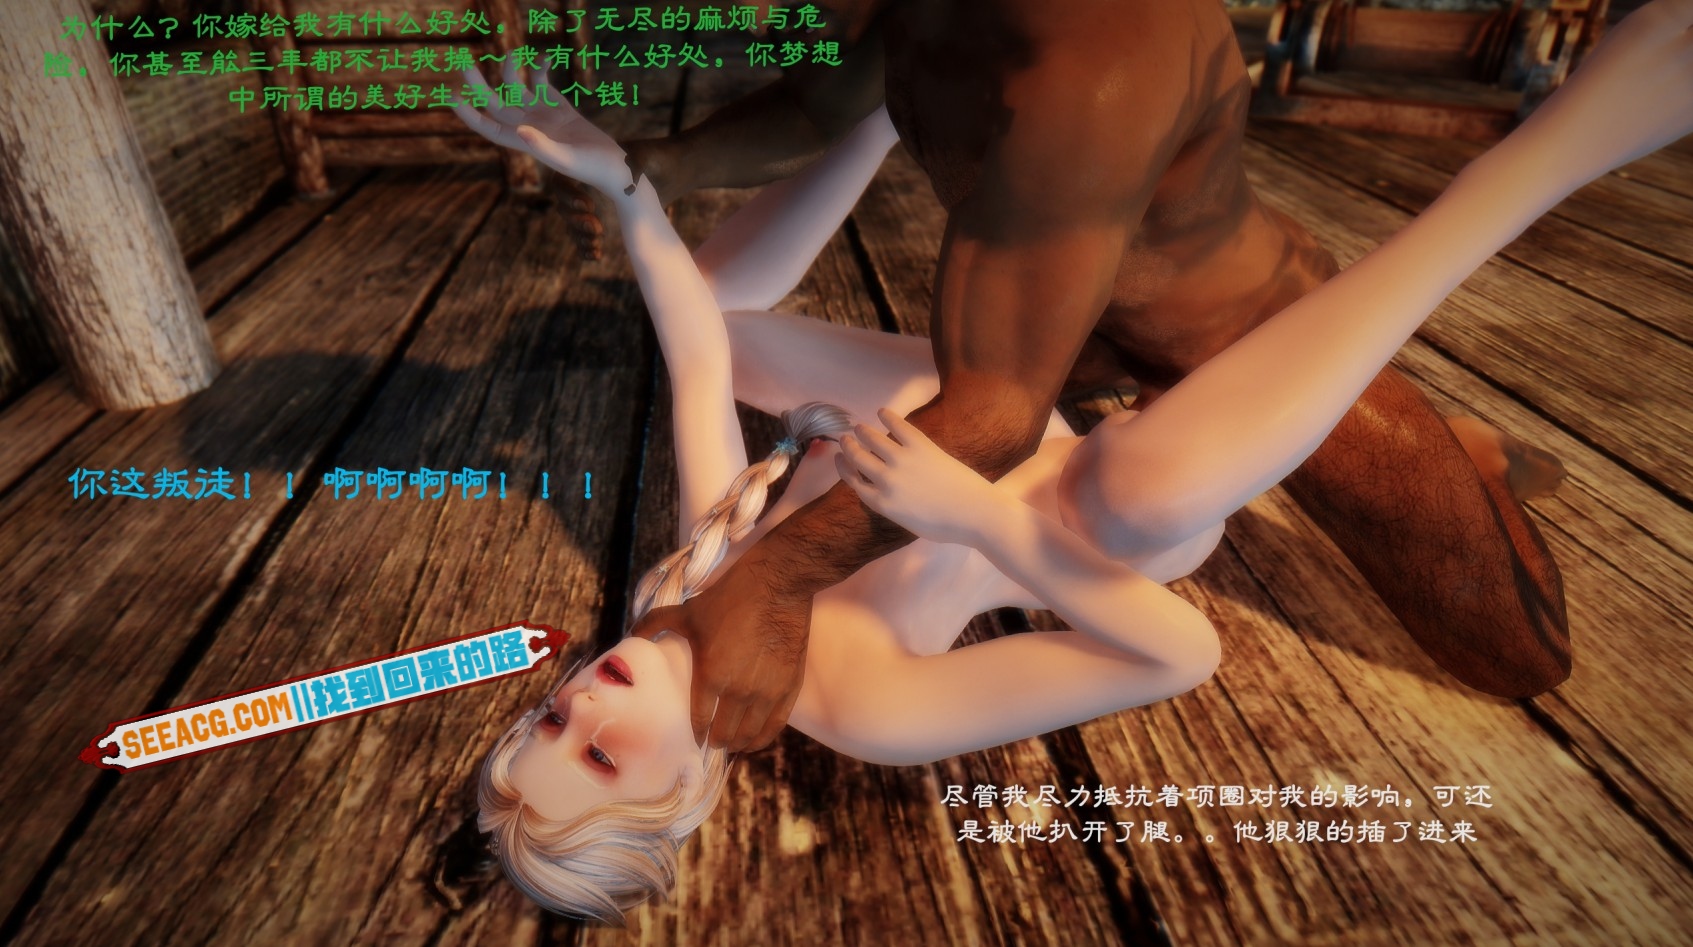 为什么？你嫁给我有什么好处，除了无尽的麻烦与危
险，你甚至能三年都不让我操～我有什么好处，你梦想
中所谓的美好生活值几个钱！
你这叛徒！！啊啊啊啊！！！
SEEACG.COM||找到回来的路
尽管我尽力抵抗着项圈对我的影响。可还
是被他扒开了腿。。他狠狠的插了进来